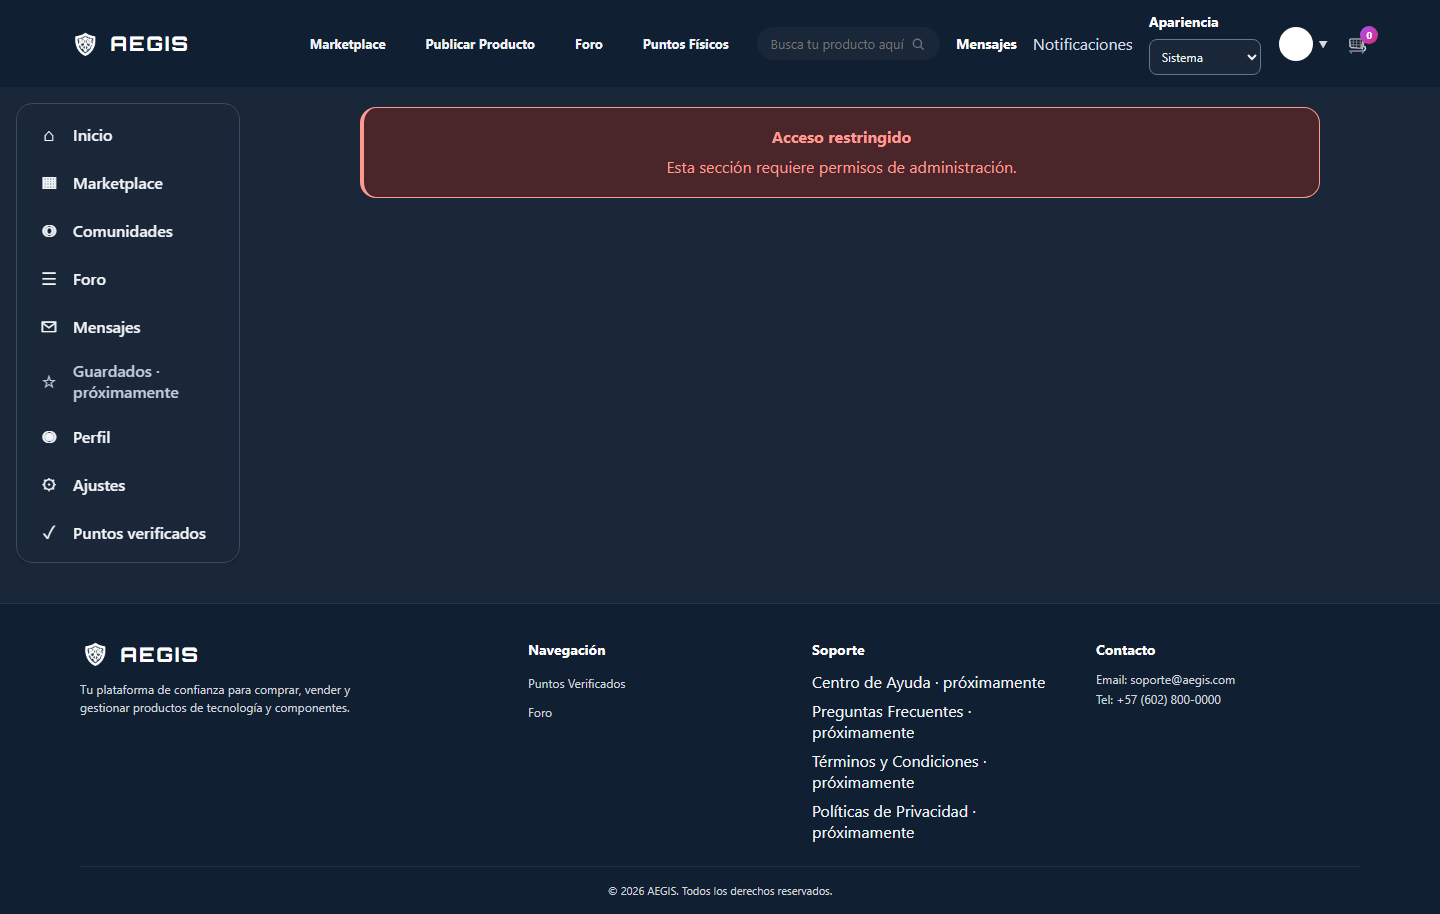 AEGIS
Marketplace
Publicar Producto
Foro
Puntos Físicos
Busca tu producto aquí
Mensajes
Notificaciones
Apariencia
Sistema
0
Inicio
Marketplace
Comunidades
Foro
Mensajes
Guardados ·
próximamente
Perfil
Ajustes
Puntos verificados
Acceso restringido
Esta sección requiere permisos de administración.
AEGIS
Tu plataforma de confianza para comprar, vender y
gestionar productos de tecnología y componentes.
Navegación
Puntos Verificados
Foro
Soporte
Centro de Ayuda · próximamente
Preguntas Frecuentes ·
próximamente
Términos y Condiciones ·
próximamente
Políticas de Privacidad ·
próximamente
Contacto
Email: soporte@aegis.com
Tel: +57 (602) 800-0000
© 2026 AEGIS. Todos los derechos reservados.